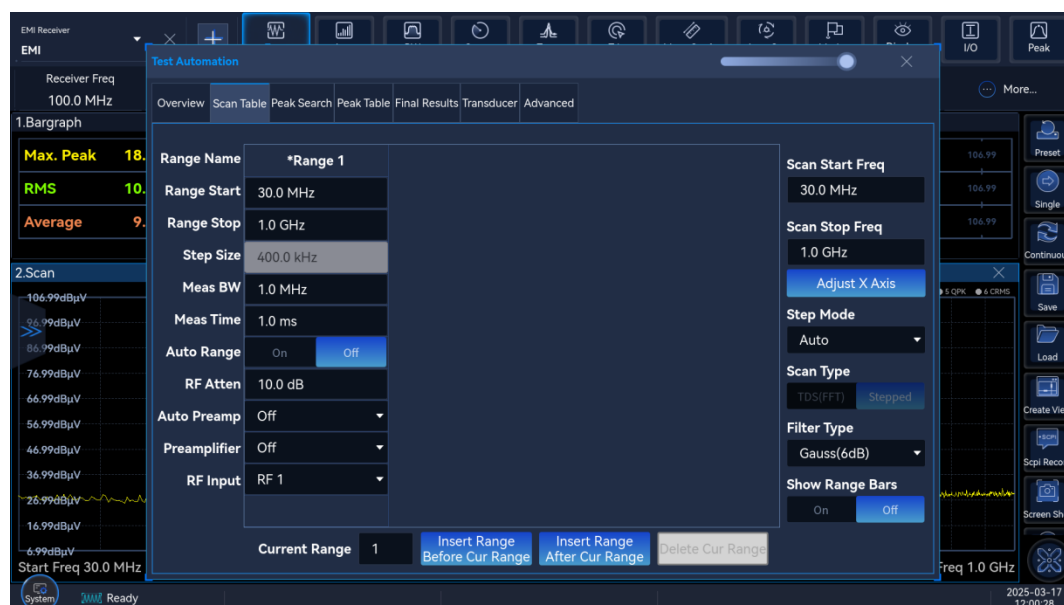 EMI Receiver
EMI
I/O
Peak
Receiver Freq
100.0 MHz
More...
Test Automation
Overview Scan Table Peak Search Peak Table Final Results Transducer Advanced
1.Bargraph
Max. Peak 18.
RMS 10.
Average 9.
106.99
106.99
106.99
Range Name *Range 1
Range Start 30.0 MHz
Range Stop 1.0 GHz
Step Size 400.0 kHz
Meas BW 1.0 MHz
Meas Time 1.0 ms
Auto Range On Off
RF Atten 10.0 dB
Auto Preamp Off
Preamplifier Off
RF Input RF 1
Current Range 1
Insert Range
Before Cur Range
Insert Range
After Cur Range
Delete Cur Range
Scan Start Freq
30.0 MHz
Scan Stop Freq
1.0 GHz
Adjust X Axis
Step Mode
Auto
Scan Type
TDS(FFT) Stepped
Filter Type
Gauss(6dB)
Show Range Bars
On Off
2.Scan
5 QPK 6 CRMS
106.99dBµV
96.99dBµV
86.99dBµV
76.99dBµV
66.99dBµV
56.99dBµV
46.99dBµV
36.99dBµV
26.99dBµV
16.99dBµV
6.99dBµV
Start Freq 30.0 MHz
Freq 1.0 GHz
Preset
Single
Continuou
Save
Load
Create Vie
+SCPI
Scpi Reco
Screen Sh
System
Ready
2025-03-17
12:00:28